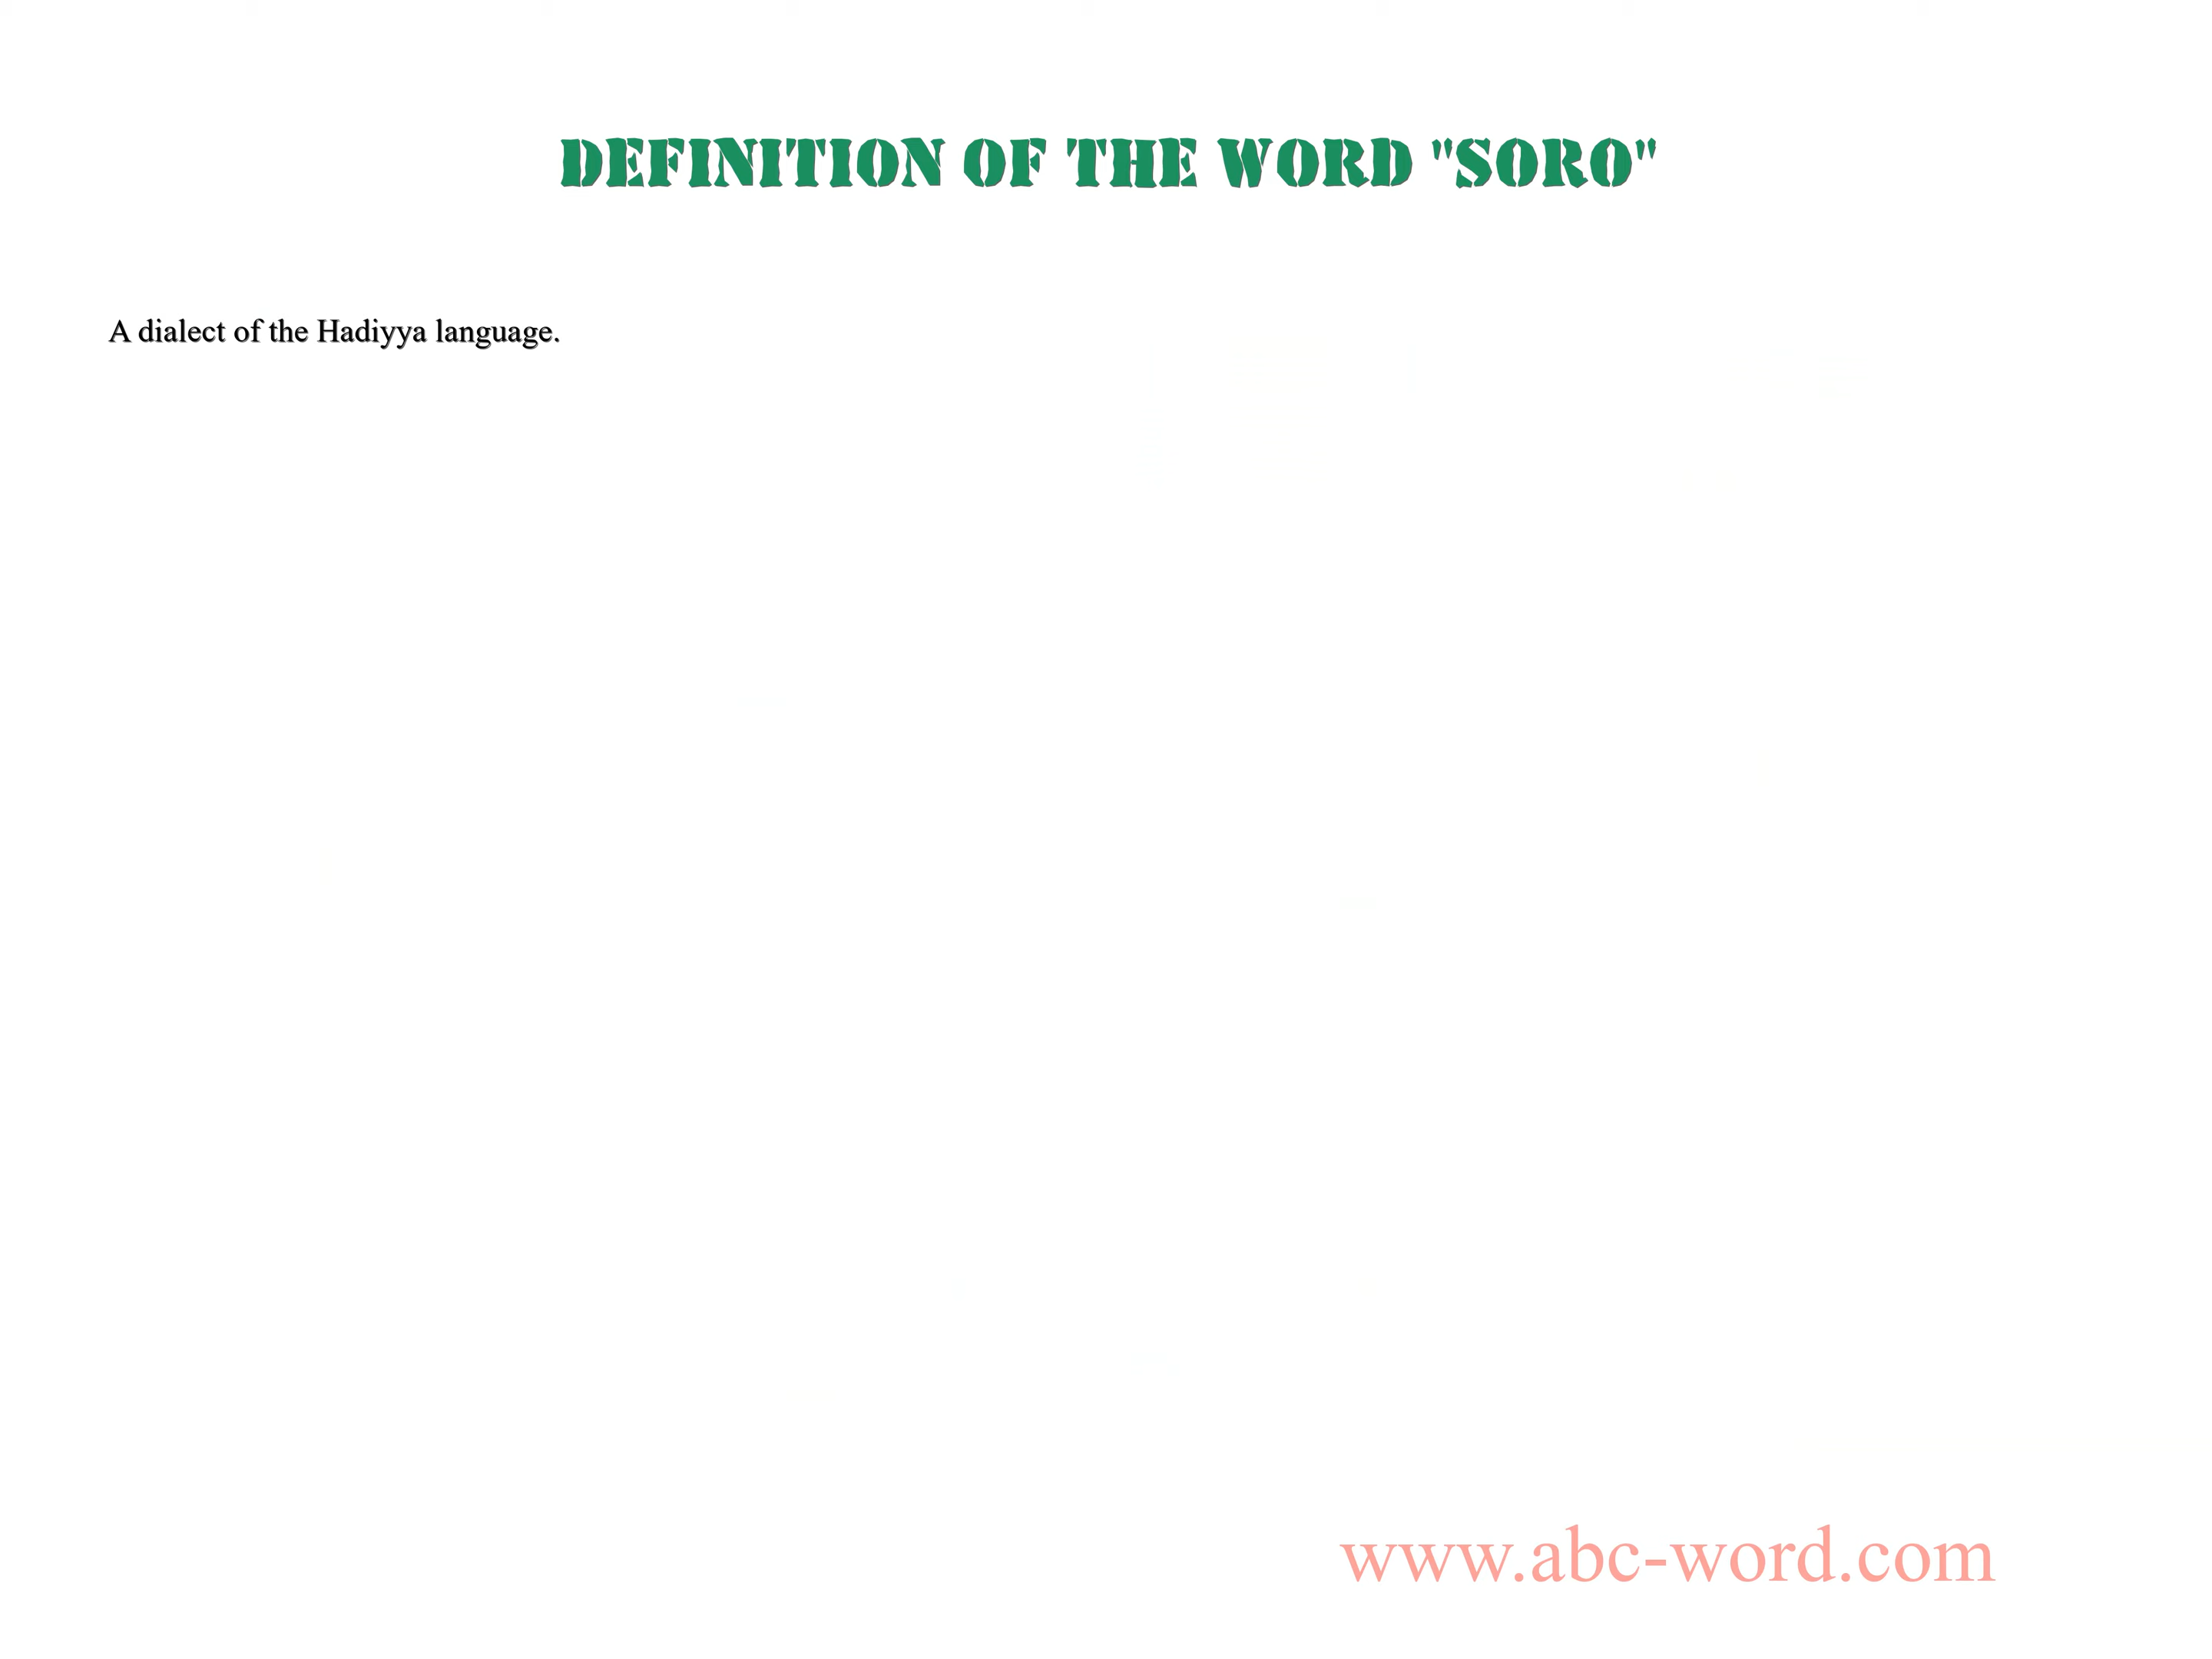 DEFINITION OF THE WORD "SORO"
A dialect of the Hadiyya language.
www.abc-word.com